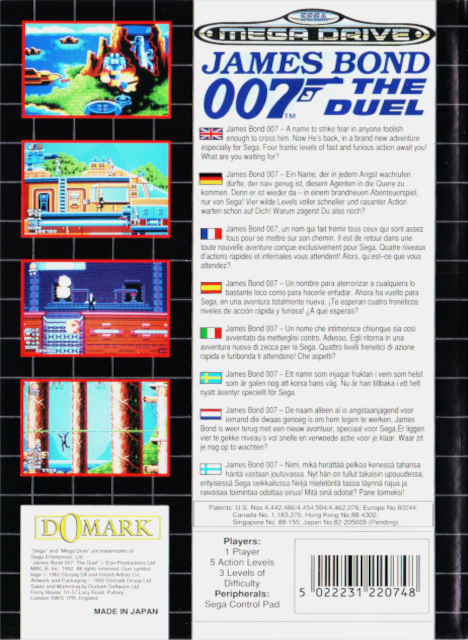 SEGA
MEGA DRIVE
JAMES BOND
007 THE
TM DUEL
James Bond 007 – A name to strike fear in anyone foolish
enough to cross him. Now He's back, in a brand new adventure
especially for Sega. Four frantic levels of fast and furious action await you!
What are you waiting for?
James Bond 007 – Ein Name, der in jedem Angst wachrufen
dürfte, der naiv genug ist, diesem Agenten in die Quere zu
kommen. Denn er ist wieder da – in einem brandneuen Abenteuerspiel,
nur von Sega! Vier wilde Levels voller schneller und rasanter Action
warten schon auf Dich! Warum zögerst Du also noch?
James Bond 007, un nom qui fait frémir tous ceux qui sont assez
fous pour se mettre sur son chemin. Il est de retour dans une
toute nouvelle aventure conçue exclusivement pour Sega. Quatre niveaux
d'actions rapides et infernales vous attendent! Alors, qu'est-ce que vous
attendez?
James Bond 007 – Un nombre para aterrorizar a cualquiera lo
bastante loco como para hacerle enfadar. Ahora ha vuelto para
Sega, en una aventura totalmente nueva. ¡Te esperan cuatro frenéticos
niveles de acción rápida y furiosa! ¿A qué esperas?
James Bond 007 – Un nome che intimorisce chiunque sia così
avventato da metterglisi contro. Adesso, Egli ritorna in una
avventura nuova di zecca per la Sega. Quattro livelli frenetici di azione
rapida e furibonda ti attendono! Che aspetti?
James Bond 007 – Ett namn som injagar fruktan i vem som helst
som är galen nog att korsa hans väg. Nu är han tillbaka i ett helt
nytt äventyr speciellt för Sega.
James Bond 007 – De naam alleen al is angstaanjagend voor
iemand die dwaas genoeg is om hem tegen te werken. James
Bond is weer terug met een nieuw avontuur, speciaal voor Sega. Er liggen
vier te gekke niveau's vol snelle en verwoede actie voor je klaar. Waar zit
je nog op te wachten?
James Bond 007 – Nimi, mikä herättää pelkoa kenessä tahansa
häntä vastaan joutuvassa. Nyt hän on tullut takaisin upouudessa,
erityisessä Sega seikkailussa Neljä mieletöntä tasoa täynnä rajua ja
raivoisaa toimintaa odottaa sinua! Mitä sinä odotat? Pane toimeksi!
Patents: U.S. Nos 4,442,486/4,454,594/4,462,076; Europe No.80244;
Canada No. 1,183,276; Hong Kong No.88-4302;
Singapore No. 88-155; Japan No.82-205605 (Pending)
DOMARK
"Sega" and "Mega Drive" are trademarks of
Sega Enterprises, Ltd.
"James Bond 007: The Duel" © Eon Productions Ltd.
MAC B, Inc. 1992. All rights reserved. Gun symbol
logo © 1962 Danjaq SA and United Artists Co.
Artwork and Packaging © 1992 Domark Group Ltd.
Sales and Marketing by Domark Software Ltd.
Ferry House, 51-57 Lacy Road, Putney,
London SW15 1PR, England
MADE IN JAPAN
Players:
1 Player
5 Action Levels
3 Levels of
Difficulty
Peripherals:
Sega Control Pad
5 022231 220748